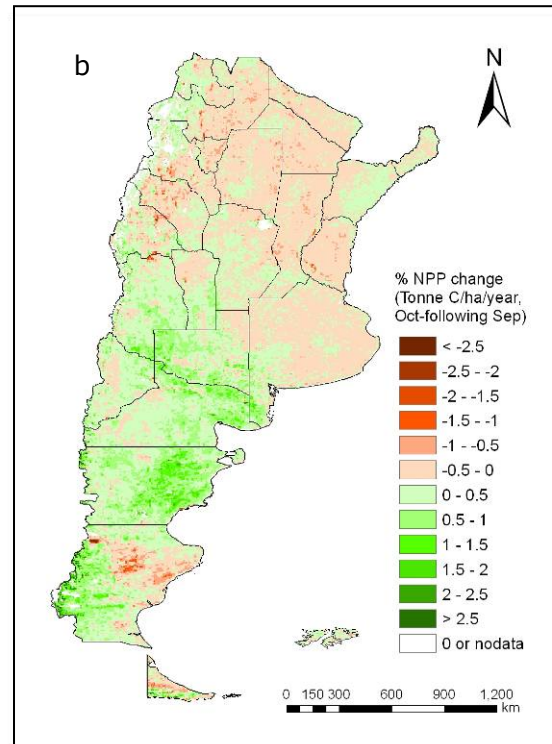 b
N
% NPP change
(Tonne C/ha/year,
Oct-following Sep)
< -2.5
-2.5 - -2
-2 - -1.5
-1.5 - -1
-1 - -0.5
-0.5 - 0
0 - 0.5
0.5 - 1
1 - 1.5
1.5 - 2
2 - 2.5
> 2.5
0 or nodata
0 150 300 600 900 1,200
km